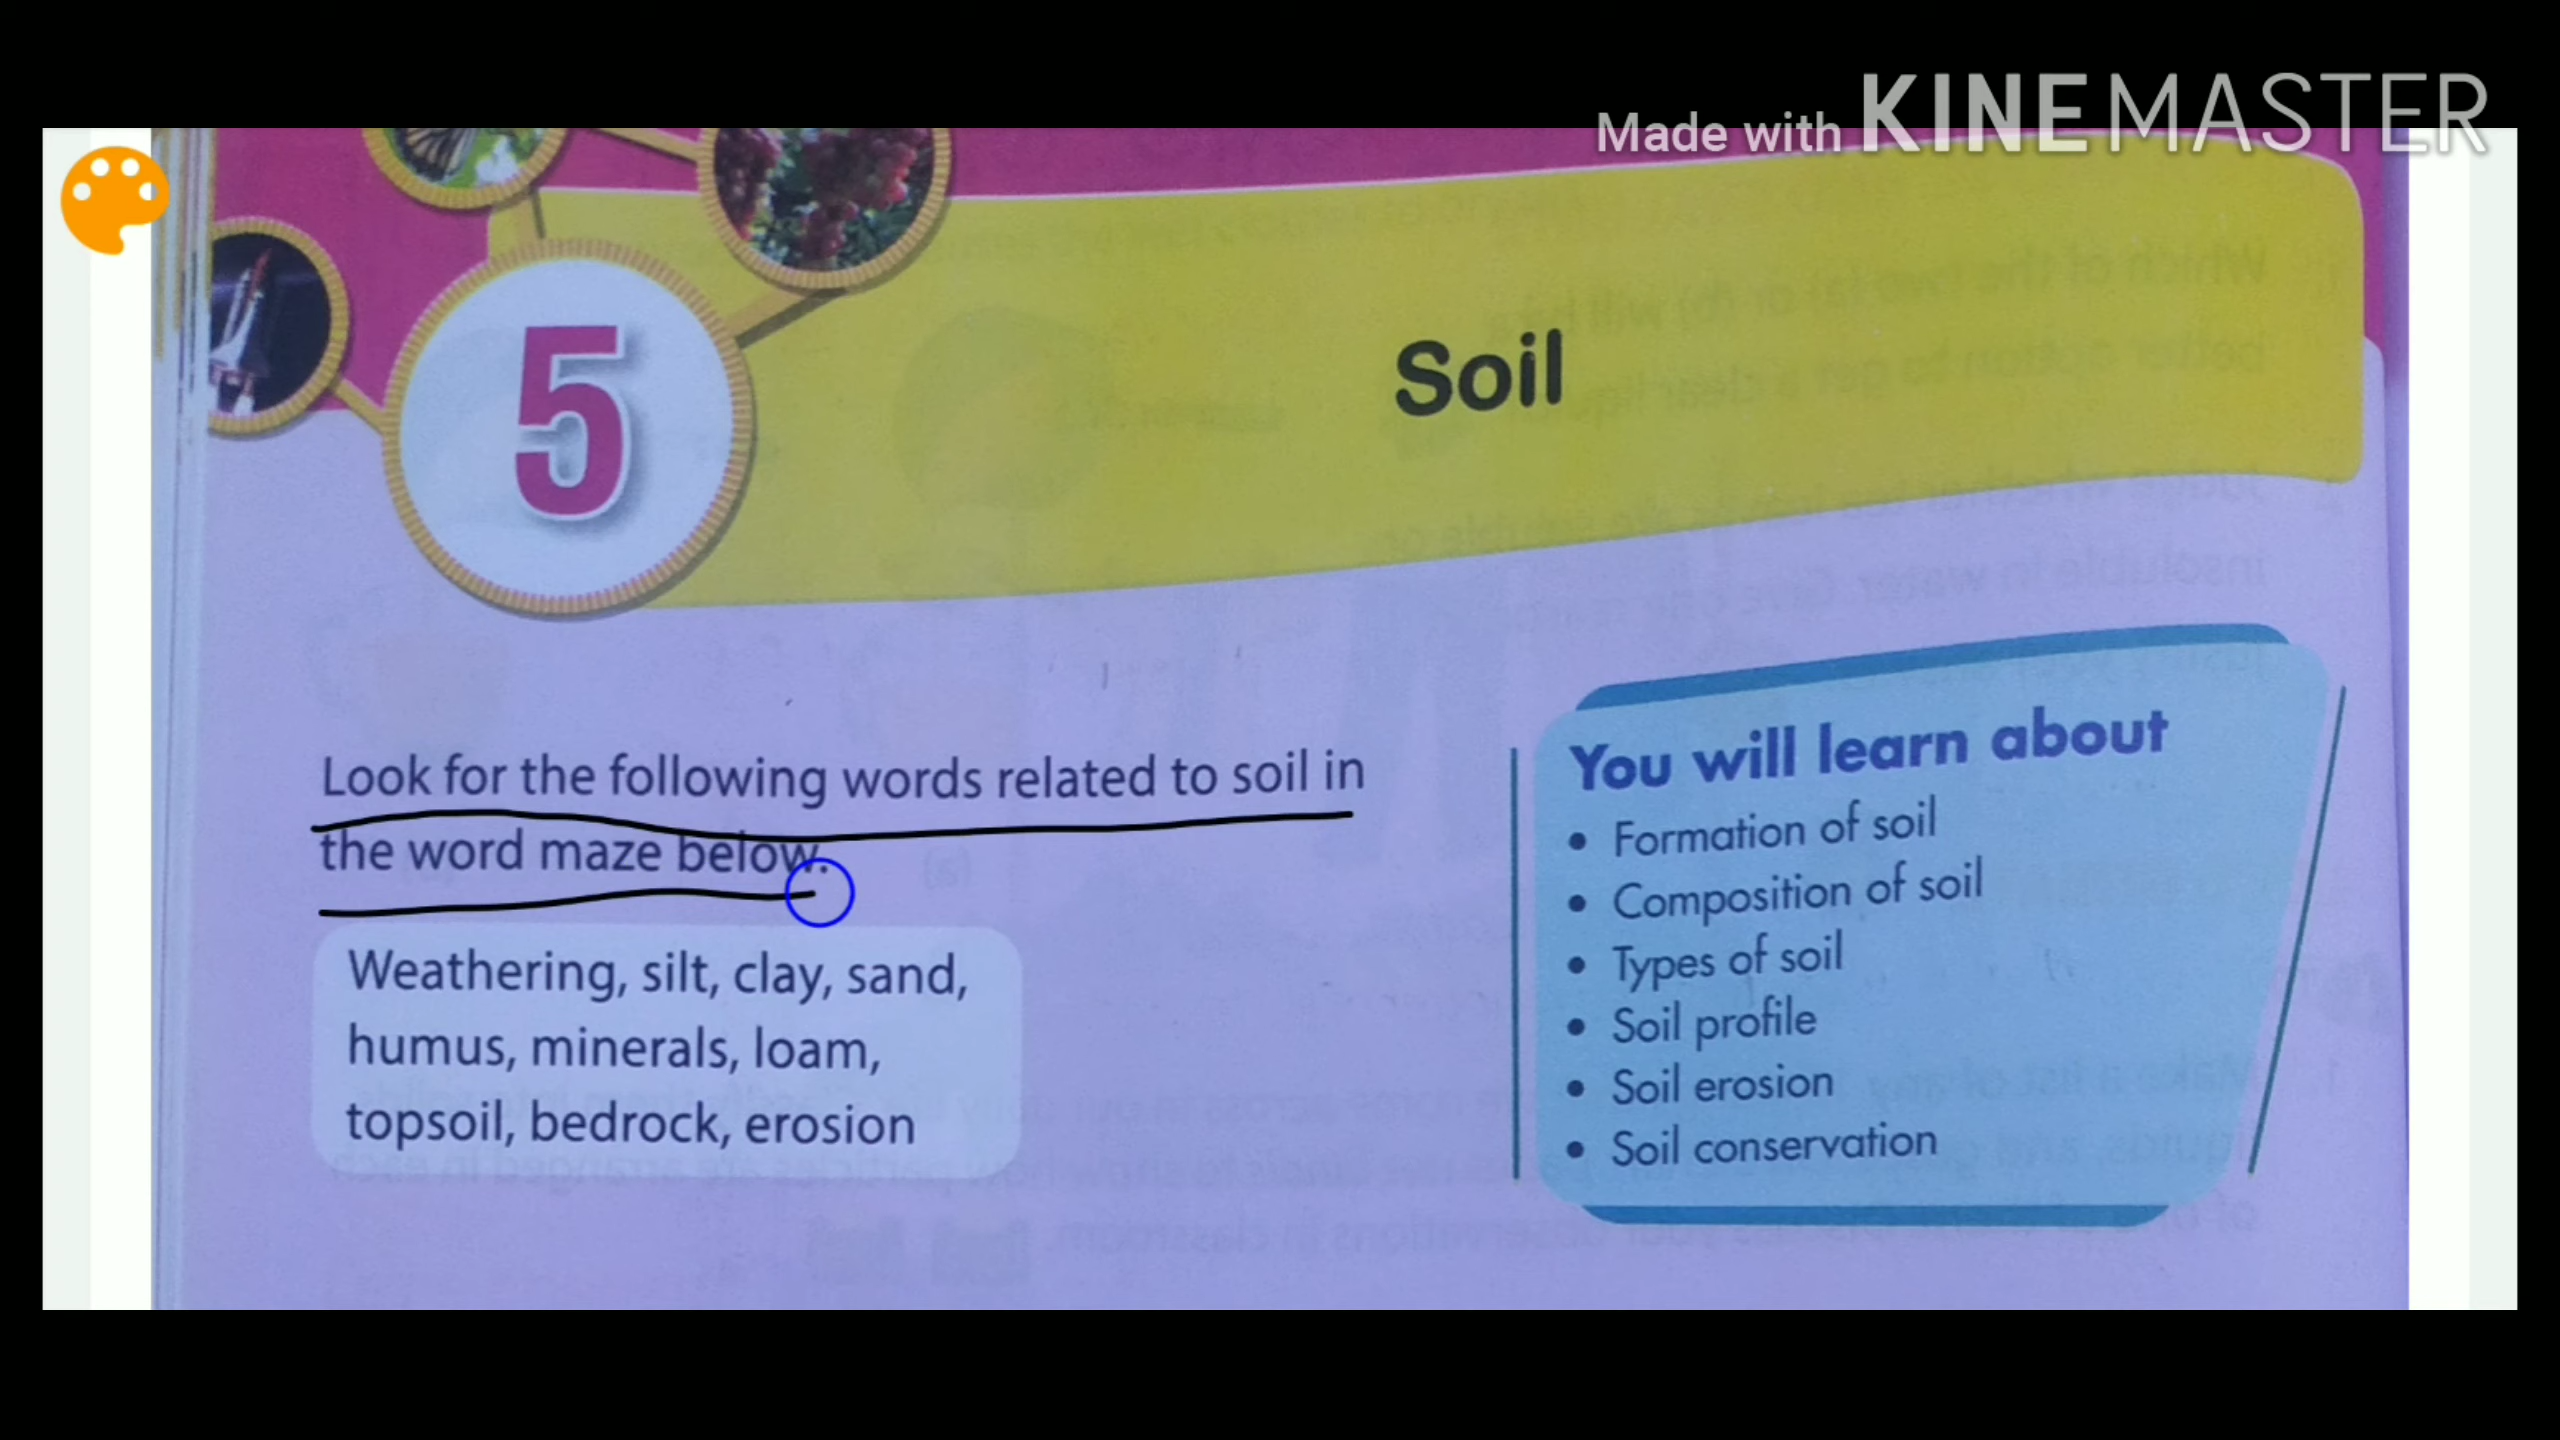 Made with KINEMASTER
5
Soil
Look for the following words related to soil in
the word maze below.
Weathering, silt, clay, sand,
humus, minerals, loam,
topsoil, bedrock, erosion
You will learn about
• Formation of soil
• Composition of soil
• Types of soil
• Soil profile
• Soil erosion
• Soil conservation